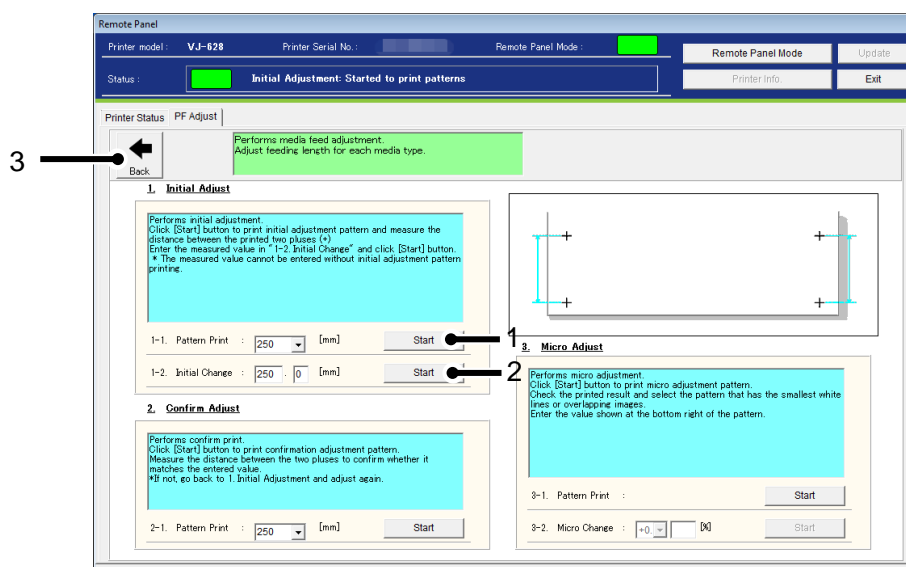 Remote Panel
Printer model : VJ-628 Printer Serial No. : Remote Panel Mode :
Remote Panel Mode Update
Status : Initial Adjustment: Started to print patterns
Printer Info. Exit
Printer Status PF Adjust
Back
Performs media feed adjustment.
Adjust feeding length for each media type.
3
1. Initial Adjust
Performs initial adjustment.
Click [Start] button to print initial adjustment pattern and measure the
distance between the printed two pluses (+)
Enter the measured value in "1-2. Initial Change" and click [Start] button.
* The measured value cannot be entered without initial adjustment pattern
printing.
1-1. Pattern Print : 250 [mm] Start
1
1-2. Initial Change : 250 . 0 [mm] Start
2
2. Confirm Adjust
Performs confirm print.
Click [Start] button to print confirmation adjustment pattern.
Measure the distance between the two pluses to confirm whether it
matches the entered value.
*If not, go back to 1. Initial Adjustment and adjust again.
2-1. Pattern Print : 250 [mm] Start
3. Micro Adjust
Performs micro adjustment.
Click [Start] button to print micro adjustment pattern.
Check the printed result and select the pattern that has the smallest white
lines or overlapping images.
Enter the value shown at the bottom right of the pattern.
3-1. Pattern Print : Start
3-2. Micro Change : +0 [%] Start